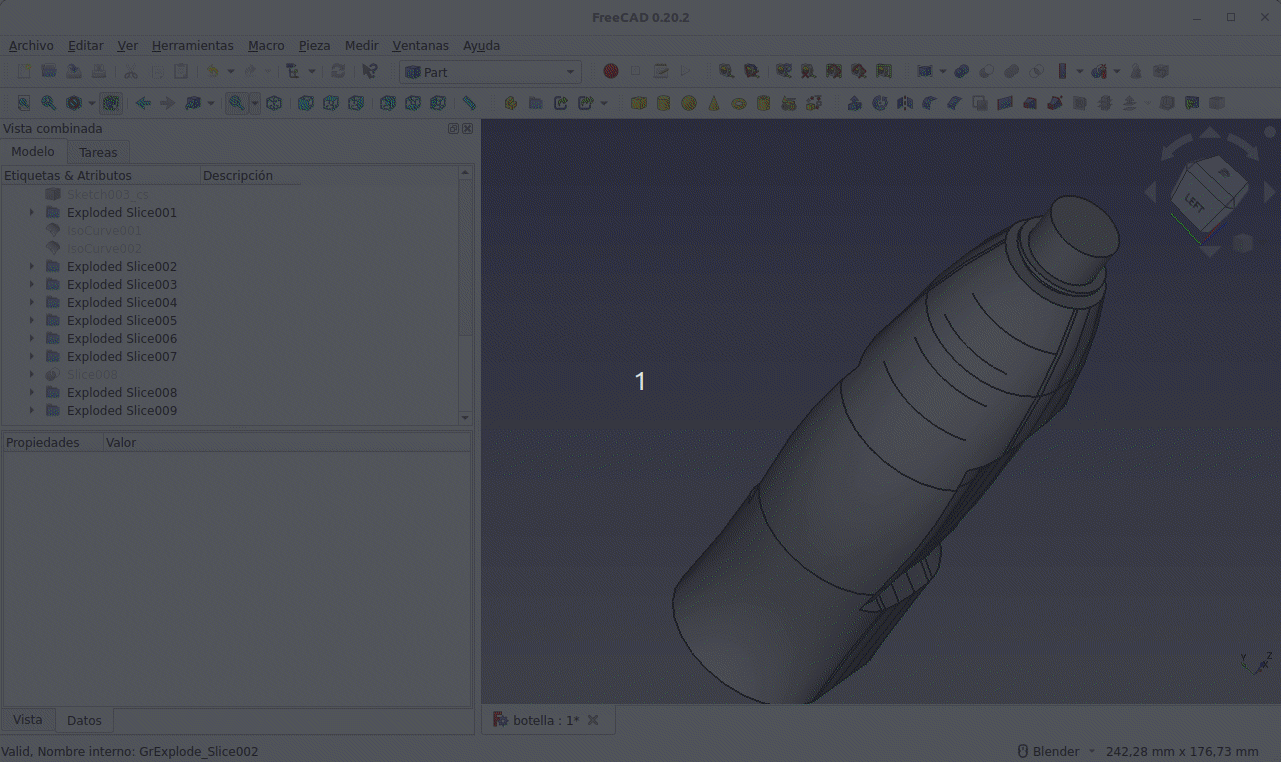 FreeCAD 0.20.2
Archivo Editar Ver Herramientas Macro Pieza Medir Ventanas Ayuda
Part
Vista combinada
Modelo Tareas
Etiquetas & Atributos Descripción
Sketch003_cs
Exploded Slice001
IsoCurve001
IsoCurve002
Exploded Slice002
Exploded Slice003
Exploded Slice004
Exploded Slice005
Exploded Slice006
Exploded Slice007
Slice008
Exploded Slice008
Exploded Slice009
Propiedades Valor
1
LEFT
Y Z
Vista Datos
botella : 1*
Valid, Nombre interno: GrExplode_Slice002
Blender 242,28 mm x 176,73 mm